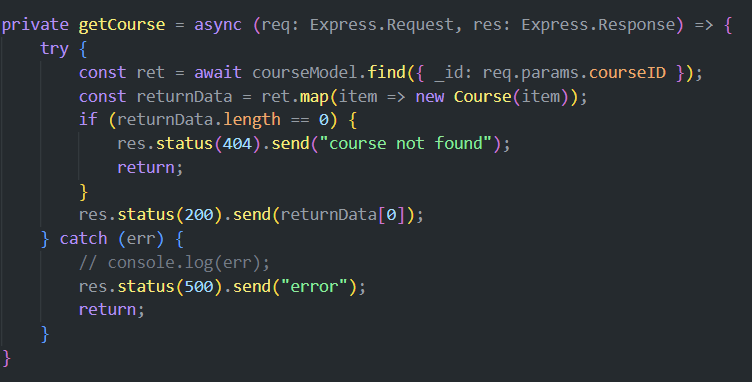 private getCourse = async (req: Express.Request, res: Express.Response) => {
    try {
        const ret = await courseModel.find({ _id: req.params.courseID });
        const returnData = ret.map(item => new Course(item));
        if (returnData.length == 0) {
            res.status(404).send("course not found");
            return;
        }
        res.status(200).send(returnData[0]);
    } catch (err) {
        // console.log(err);
        res.status(500).send("error");
        return;
    }
}